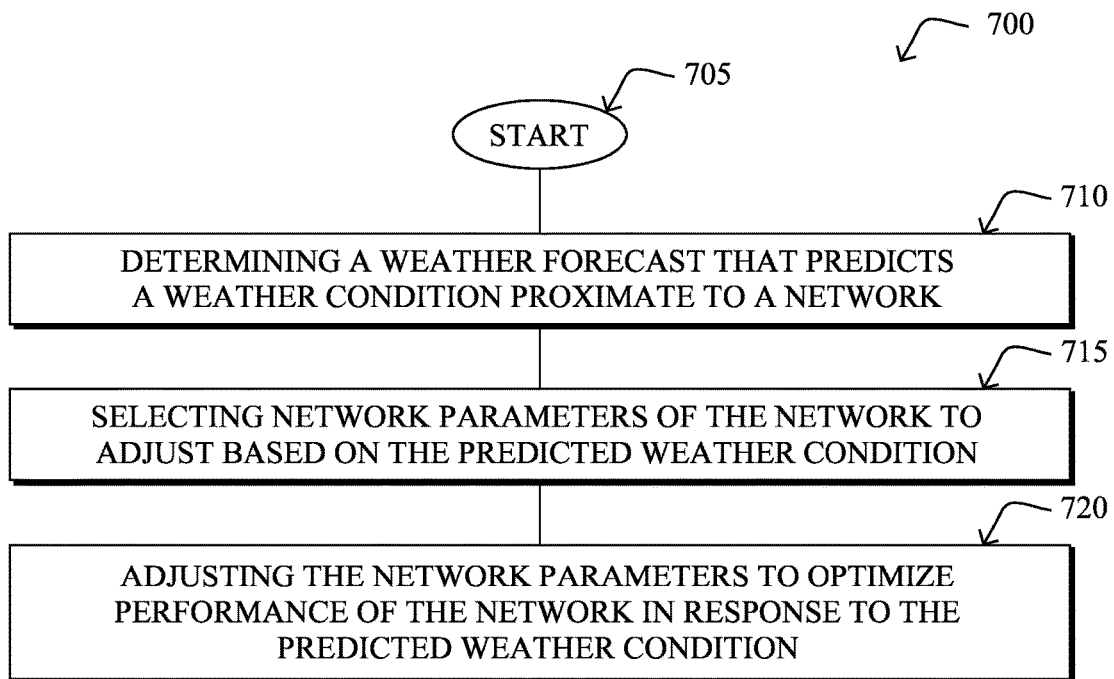 700
705
START
710
DETERMINING A WEATHER FORECAST THAT PREDICTS
A WEATHER CONDITION PROXIMATE TO A NETWORK
715
SELECTING NETWORK PARAMETERS OF THE NETWORK TO
ADJUST BASED ON THE PREDICTED WEATHER CONDITION
720
ADJUSTING THE NETWORK PARAMETERS TO OPTIMIZE
PERFORMANCE OF THE NETWORK IN RESPONSE TO THE
PREDICTED WEATHER CONDITION